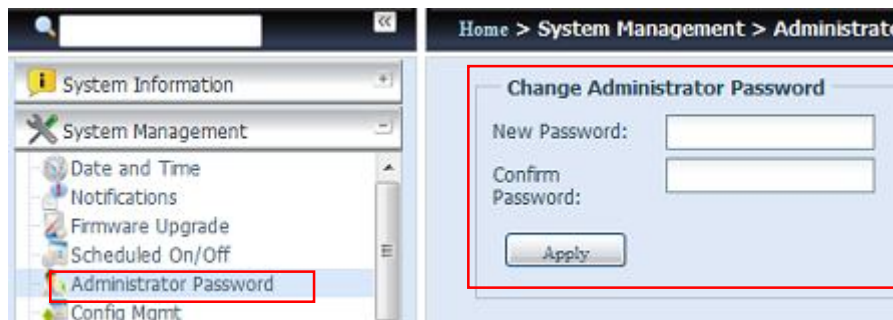 Home > System Management > Administrat
System Information
System Management
Date and Time
Notifications
Firmware Upgrade
Scheduled On/Off
Administrator Password
Config Mgmt
Change Administrator Password
New Password:
Confirm
Password:
Apply